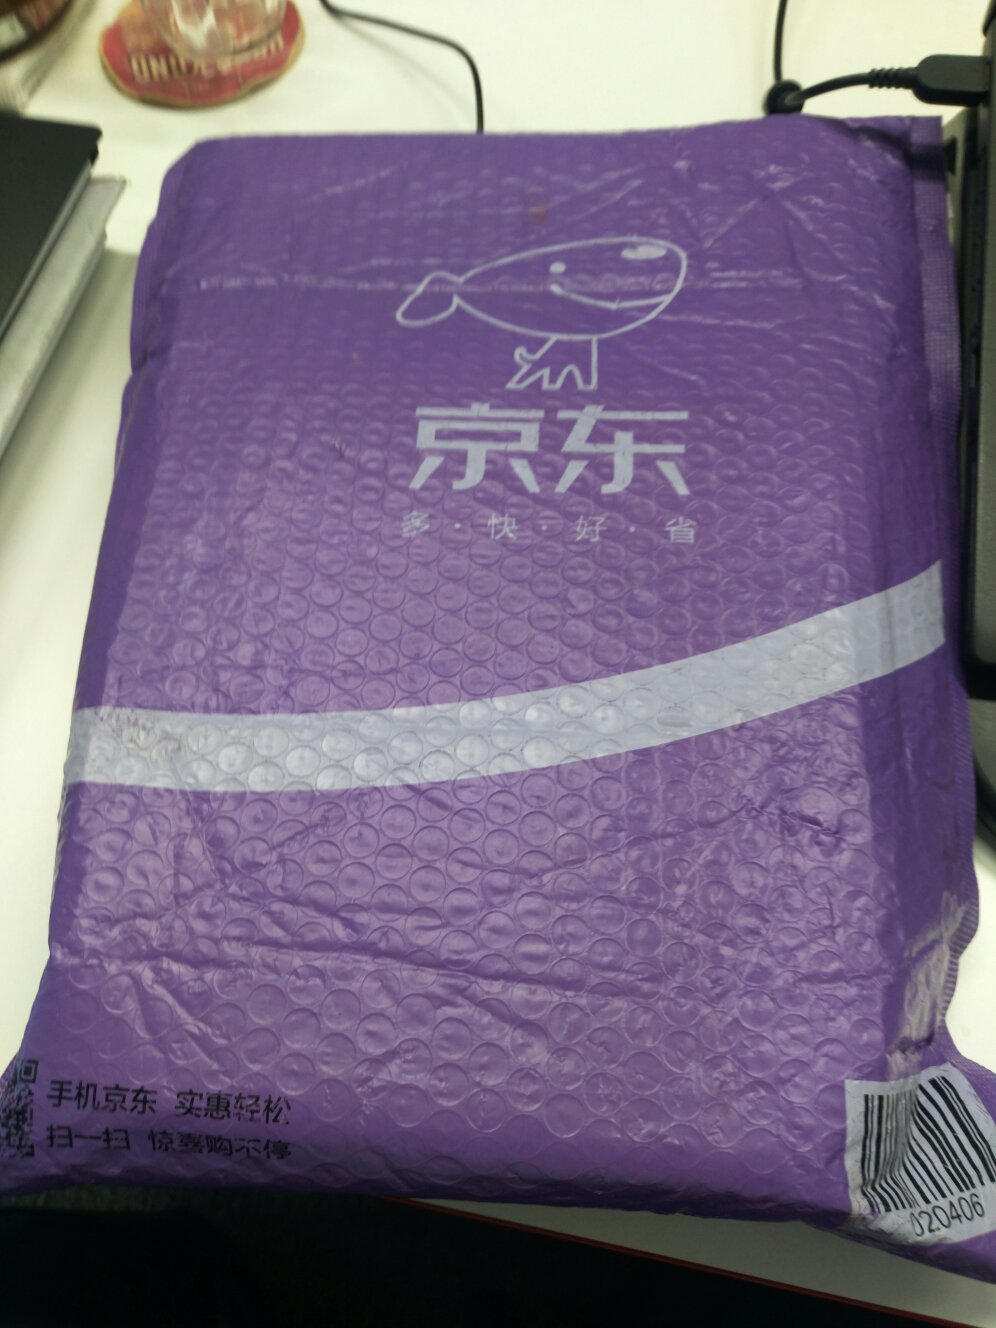 京东
多·快·好·省
手机京东 实惠轻松
扫一扫 惊喜购不停
020406